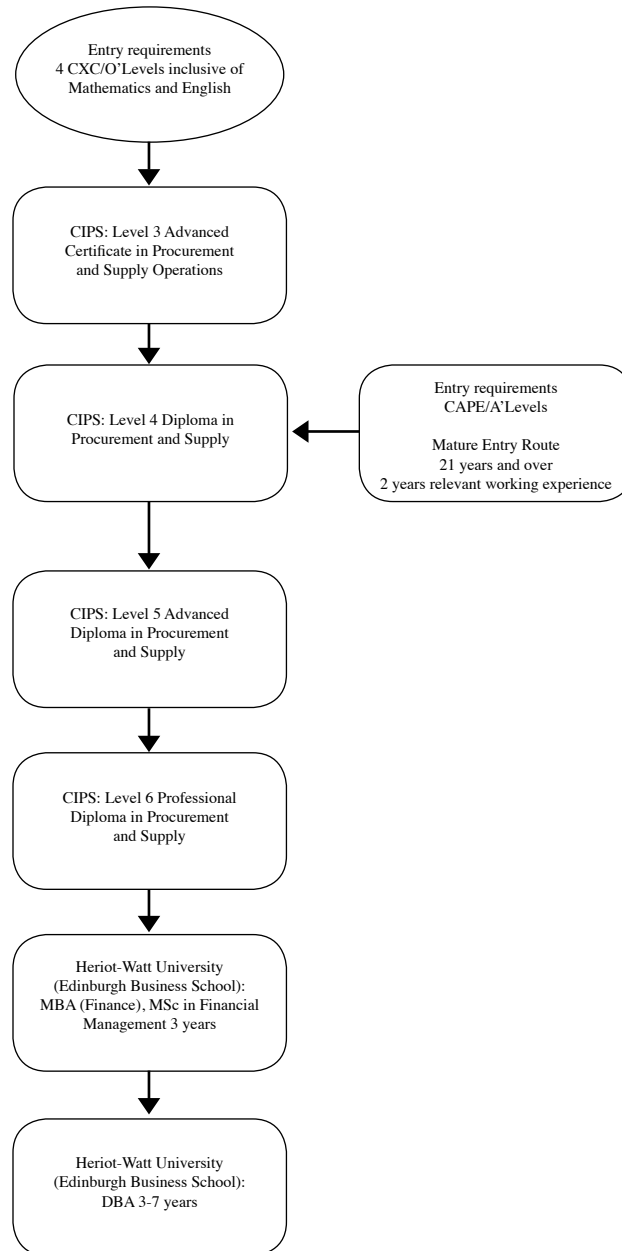 Entry requirements
4 CXC/O’Levels inclusive of
Mathematics and English
CIPS: Level 3 Advanced
Certificate in Procurement
and Supply Operations
CIPS: Level 4 Diploma in
Procurement and Supply
Entry requirements
CAPE/A’Levels
Mature Entry Route
21 years and over
2 years relevant working experience
CIPS: Level 5 Advanced
Diploma in Procurement
and Supply
CIPS: Level 6 Professional
Diploma in Procurement
and Supply
Heriot-Watt University
(Edinburgh Business School):
MBA (Finance), MSc in Financial
Management 3 years
Heriot-Watt University
(Edinburgh Business School):
DBA 3-7 years